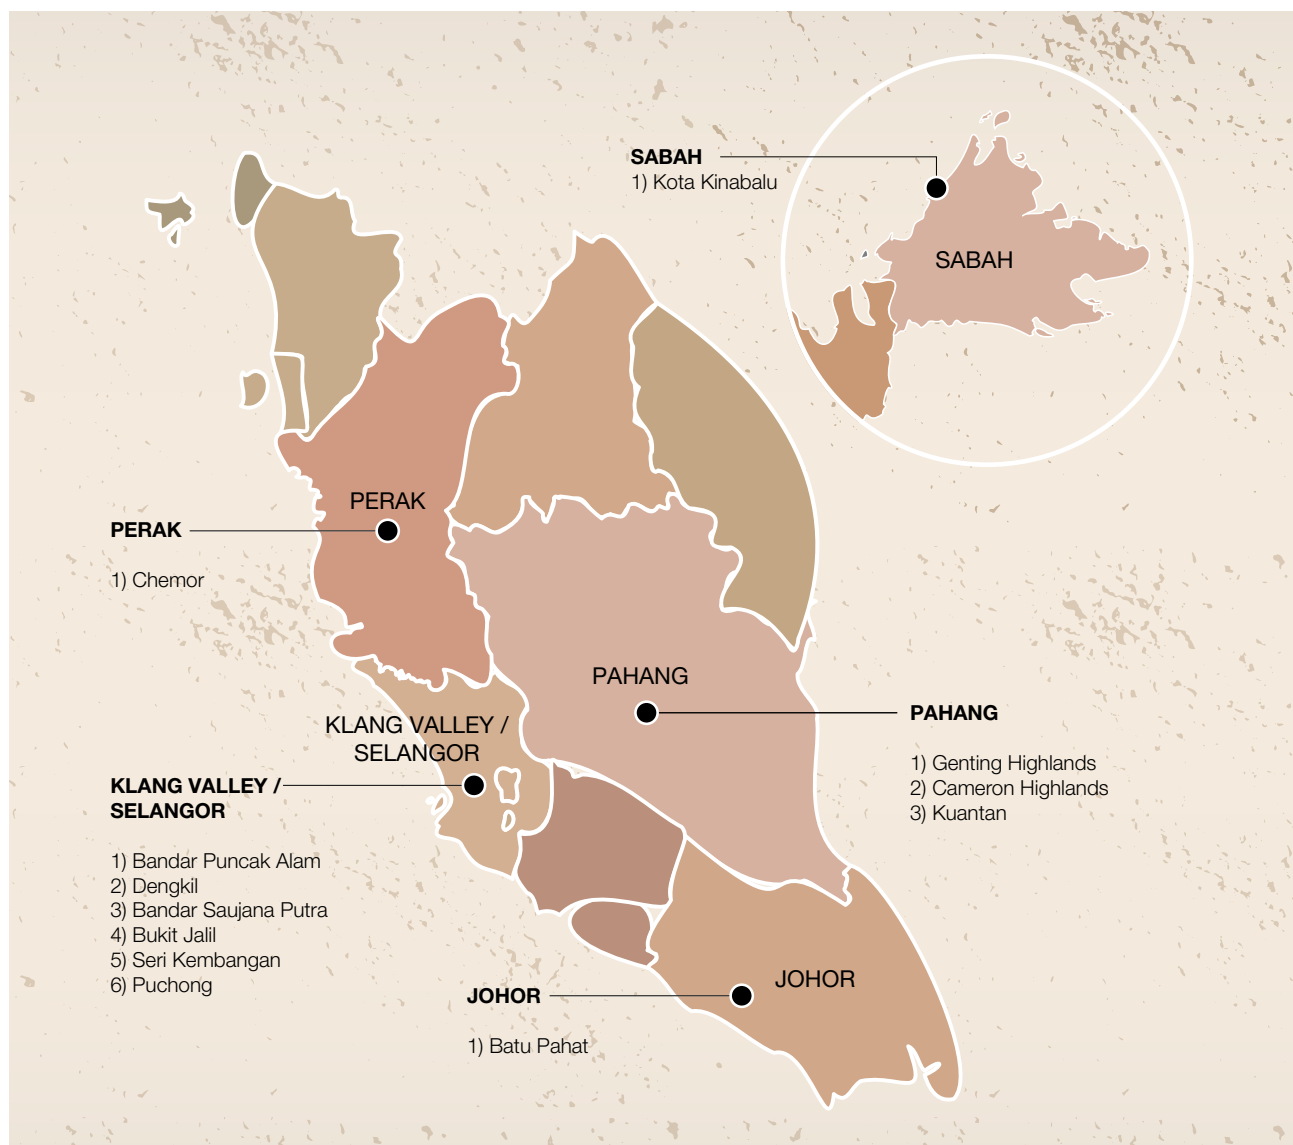 SABAH
1) Kota Kinabalu
SABAH
PERAK
PERAK
1) Chemor
PAHANG
PAHANG
1) Genting Highlands
2) Cameron Highlands
3) Kuantan
KLANG VALLEY /
SELANGOR
KLANG VALLEY /
SELANGOR
1) Bandar Puncak Alam
2) Dengkil
3) Bandar Saujana Putra
4) Bukit Jalil
5) Seri Kembangan
6) Puchong
JOHOR
JOHOR
1) Batu Pahat